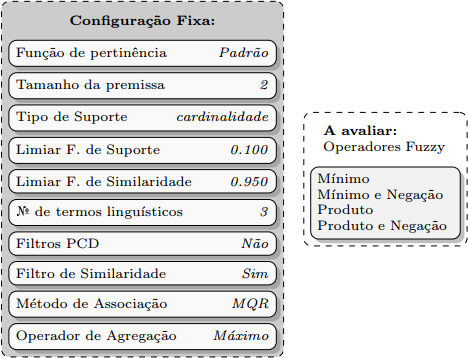 Configuração Fixa:
Função de pertinência Padrão
Tamanho da premissa 2
Tipo de Suporte cardinalidade
Limiar F. de Suporte 0.100
Limiar F. de Similaridade 0.950
№ de termos linguísticos 3
Filtros PCD Não
Filtro de Similaridade Sim
Método de Associação MQR
Operador de Agregação Máximo
A avaliar:
Operadores Fuzzy
Mínimo
Mínimo e Negação
Produto
Produto e Negação